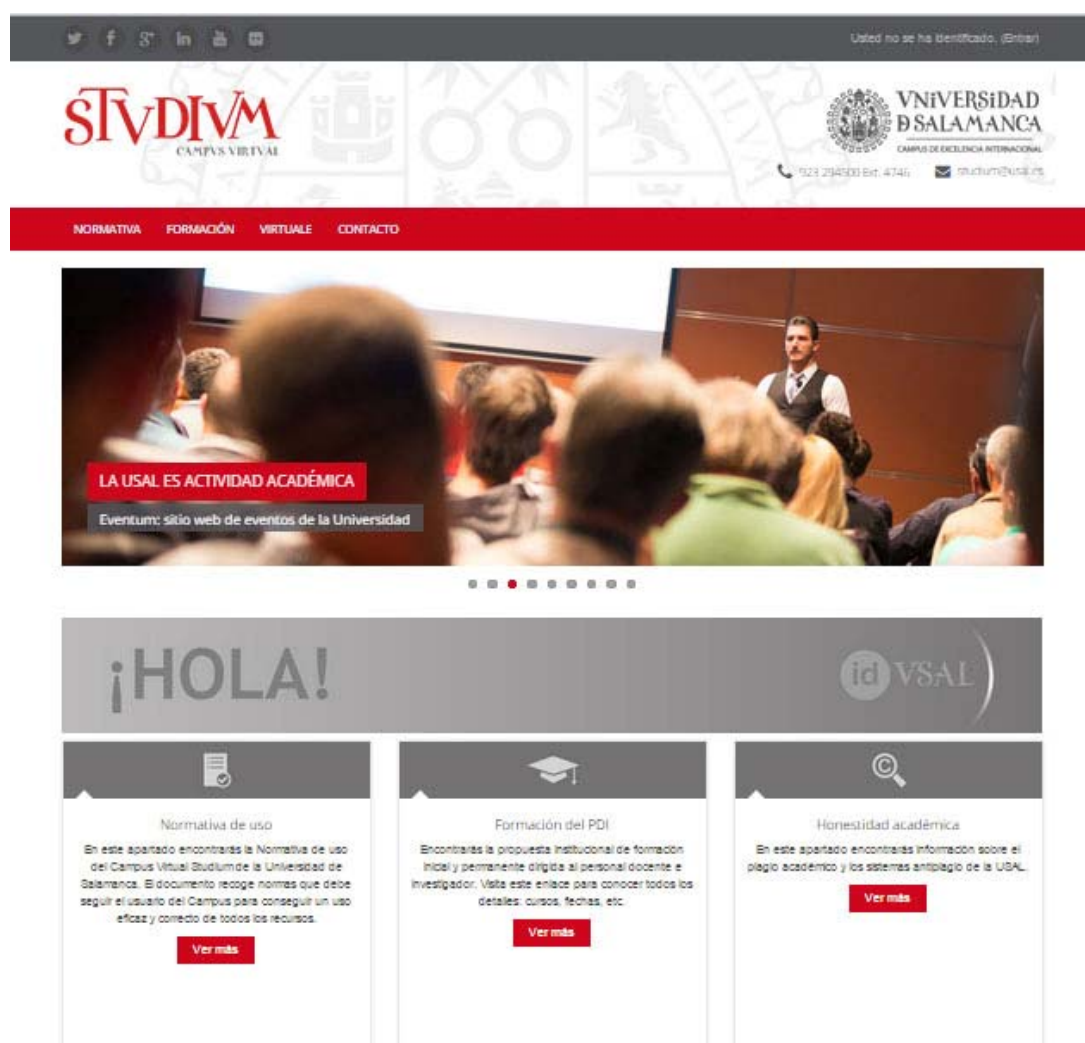 Usted no se ha identificado. (Entrar)
STVDIVM
CAMPVS VIRTVAL
VNiVERSiDAD
D SALAMANCA
CAMPUS DE EXCELENCIA INTERNACIONAL
923 294500 Ext. 4746 studium@usal.es
NORMATIVA FORMACIÓN VIRTUALE CONTACTO
LA USAL ES ACTIVIDAD ACADÉMICA
Eventum: sitio web de eventos de la Universidad
¡HOLA!
id VSAL
Normativa de uso
En este apartado encontrarás la Normativa de uso
del Campus Virtual Studium de la Universidad de
Salamanca. El documento recoge normas que debe
seguir el usuario del Campus para conseguir un uso
eficaz y correcto de todos los recursos.
Ver más
Formación del PDI
Encontrarás la propuesta institucional de formación
inicial y permanente dirigida al personal docente e
investigador. Visita este enlace para conocer todos los
detalles: cursos, fechas, etc.
Ver más
Honestidad académica
En este apartado encontrarás información sobre el
plagio académico y los sistemas antiplagio de la USAL.
Ver más